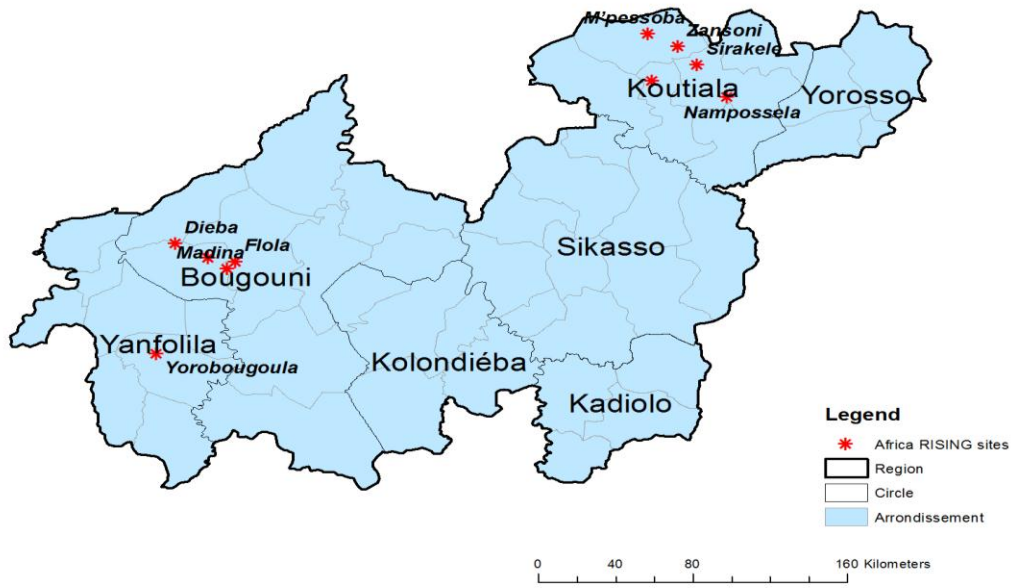 M'pessoba
Zansoni
Sirakele
Koutiala
Yorosso
Nampossela
Dieba
Madina
Flola
Bougouni
Sikasso
Yanfolila
Yorobougoula
Kolondiéba
Kadiolo
Legend
Africa RISING sites
Region
Circle
Arrondissement
0 40 80 160 Kilometers